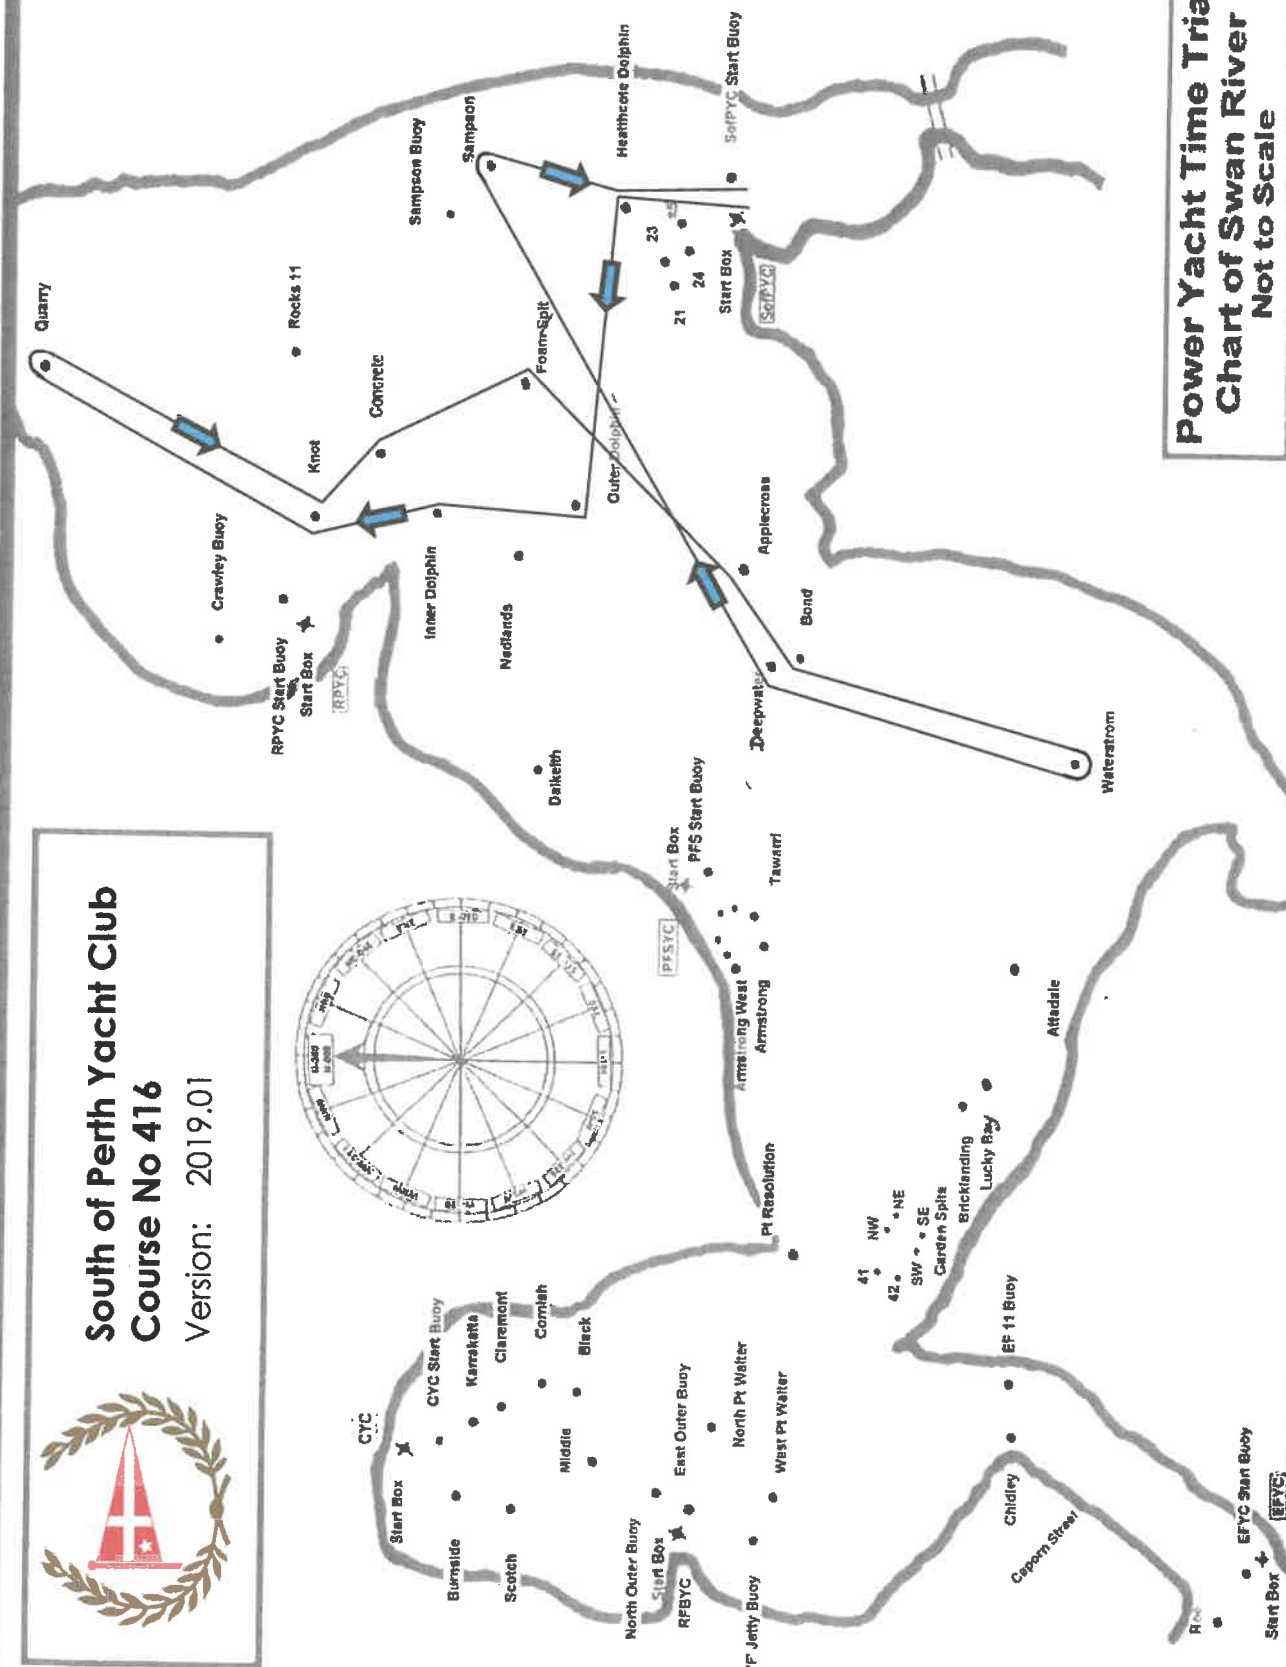 South of Perth Yacht Club
Course No 416
Version: 2019.01
Power Yacht Time Tria
Chart of Swan River
Not to Scale
Quarry
Rocks 11
Sampson Buoy
Sampson
Heathcote Dolphin
SofPYC Start Buoy
Knot
Concrete
Foam Spit
23
25
21
24
Start Box
SofPYC
Crawley Buoy
Inner Dolphin
Outer Dolphin
Nedlands
RPYC Start Buoy
Start Box
RPYC
Applecross
Bond
Deepwater
Waterstrom
Dalkeith
Start Box
PFS Start Buoy
PFSYC
Tawarri
Armstrong West
Armstrong
Attadale
Pt Resolution
41
NW
NE
42
SW
SE
Garden Splts
Bricklanding
Lucky Bay
CYC
Start Box
CYC Start Buoy
Karrakatta
Claremont
Cornish
Black
Middle
Burnside
Scotch
North Outer Buoy
East Outer Buoy
Start Box
RFBYC
North Pt Walter
West Pt Walter
'F' Jetty Buoy
EF 11 Buoy
Chidley
Caporn Street
Roe
EFYC Start Buoy
Start Box
EFYC